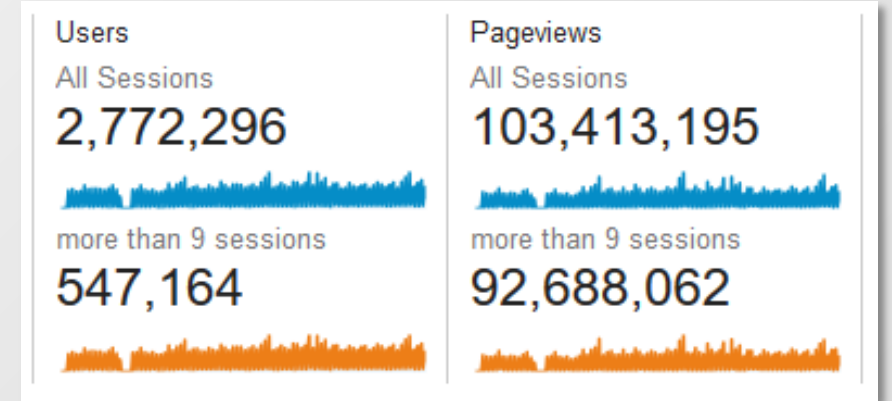 Users
All Sessions
2,772,296
more than 9 sessions
547,164
Pageviews
All Sessions
103,413,195
more than 9 sessions
92,688,062